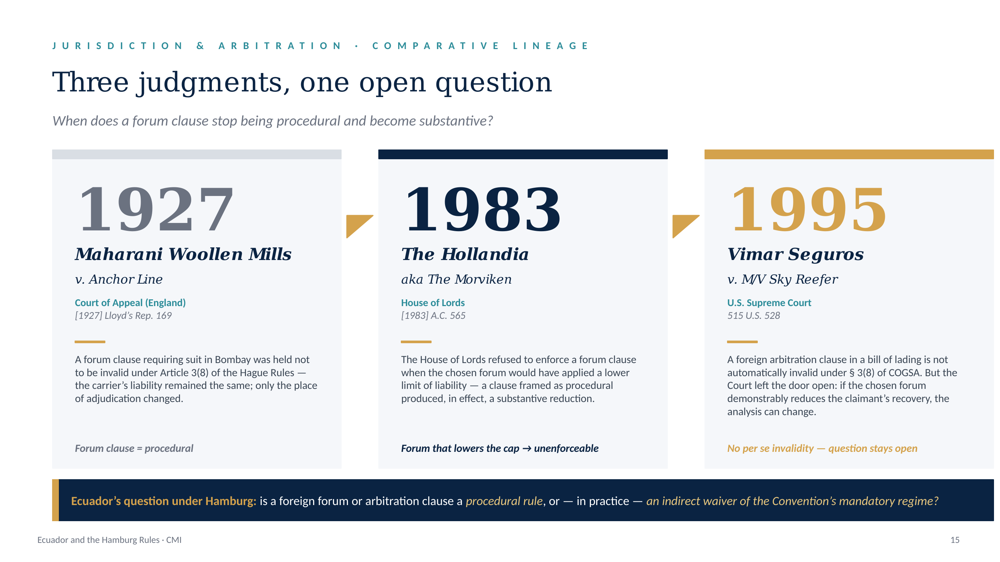 JURISDICTION & ARBITRATION · COMPARATIVE LINEAGE
Three judgments, one open question
When does a forum clause stop being procedural and become substantive?
1927
Maharani Woollen Mills
v. Anchor Line
Court of Appeal (England)
[1927] Lloyd’s Rep. 169
A forum clause requiring suit in Bombay was held not
to be invalid under Article 3(8) of the Hague Rules —
the carrier’s liability remained the same; only the place
of adjudication changed.
Forum clause = procedural
1983
The Hollandia
aka The Morviken
House of Lords
[1983] A.C. 565
The House of Lords refused to enforce a forum clause
when the chosen forum would have applied a lower
limit of liability — a clause framed as procedural
produced, in effect, a substantive reduction.
Forum that lowers the cap → unenforceable
1995
Vimar Seguros
v. M/V Sky Reefer
U.S. Supreme Court
515 U.S. 528
A foreign arbitration clause in a bill of lading is not
automatically invalid under § 3(8) of COGSA. But the
Court left the door open: if the chosen forum
demonstrably reduces the claimant’s recovery, the
analysis can change.
No per se invalidity — question stays open
Ecuador’s question under Hamburg: is a foreign forum or arbitration clause a procedural rule, or — in practice — an indirect waiver of the Convention’s mandatory regime?
Ecuador and the Hamburg Rules · CMI
15